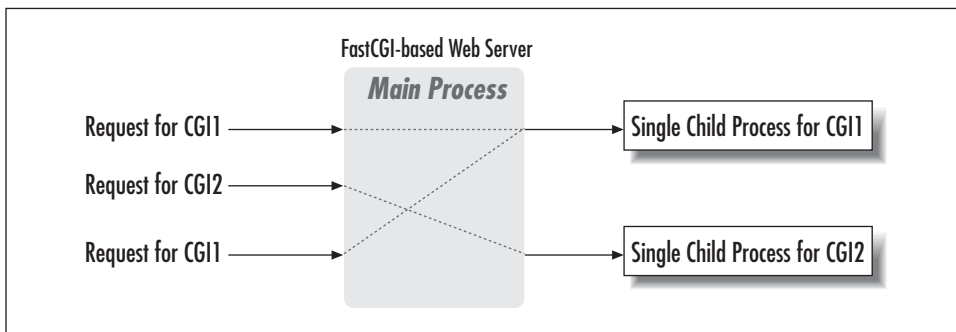 FastCGI-based Web Server
Main Process
Request for CGI1
Single Child Process for CGI1
Request for CGI2
Request for CGI1
Single Child Process for CGI2